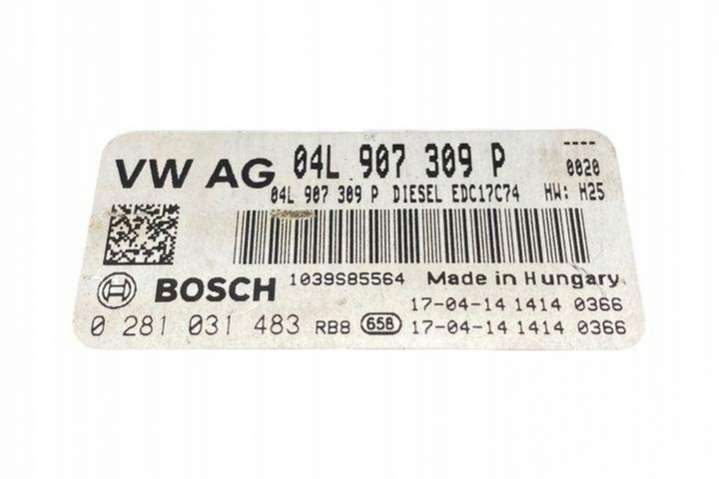 ----
VW AG 04L 907 309 P 0020
04L 907 309 P DIESEL EDC17C74 HW: H25
BOSCH 1039S85564 Made in Hungary
17-04-14 1414 0366
0 281 031 483 RB8 658 17-04-14 1414 0366